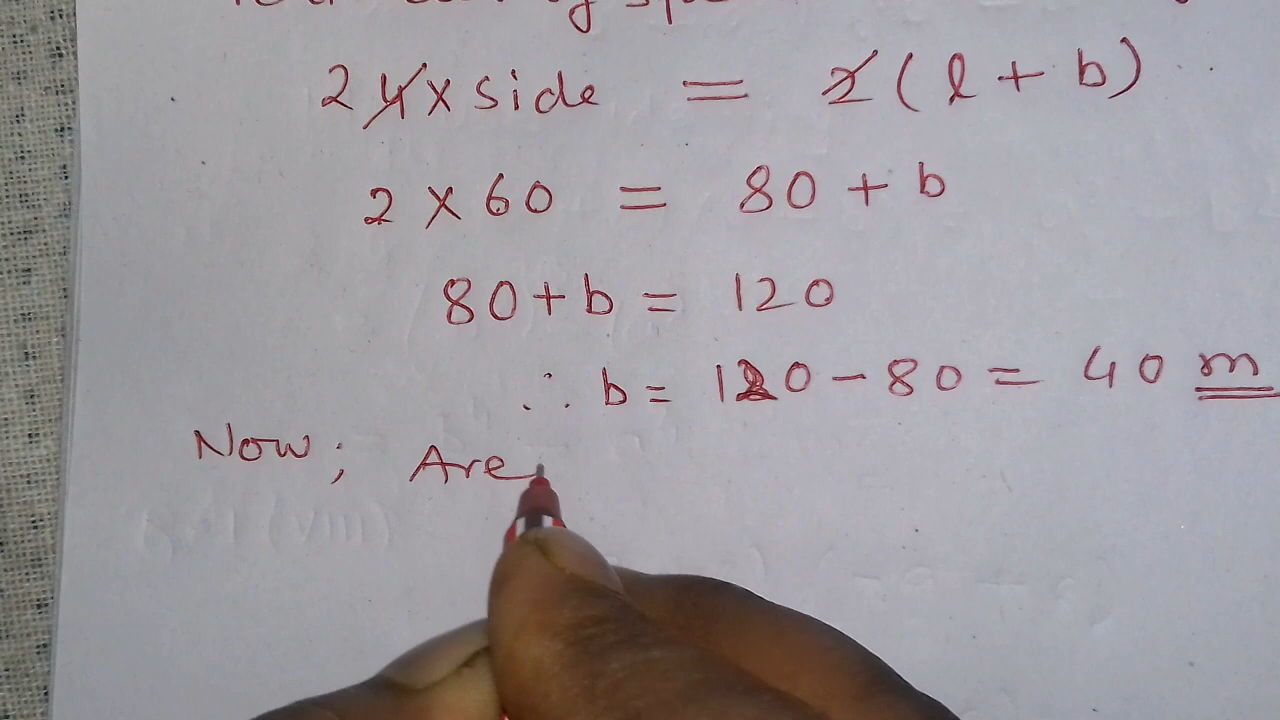 2 4 x side = 2 ( l + b )
2 x 60 = 80 + b
80 + b = 120
∴ b = 120 - 80 = 40 m
Now; Are